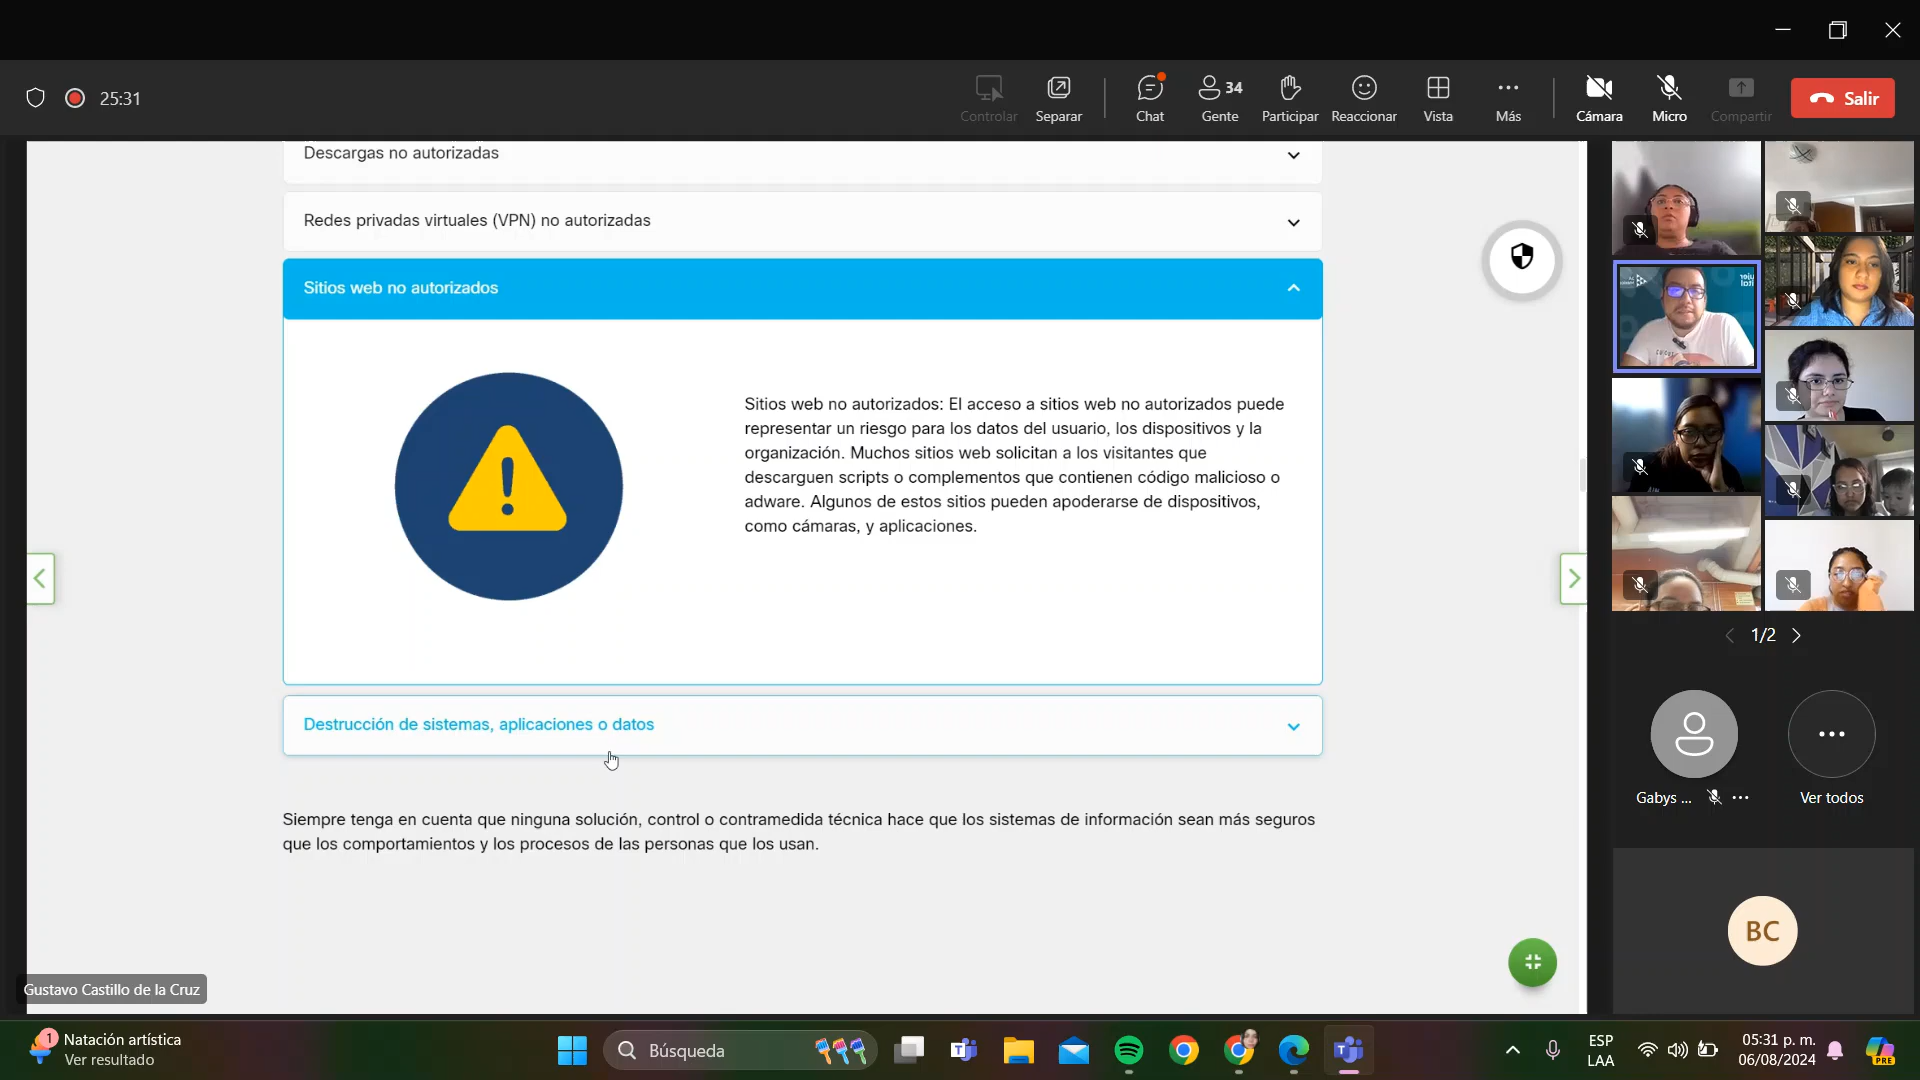 25:31
Controlar
Separar
Chat
34
Gente
Participar
Reaccionar
Vista
Más
Cámara
Micro
Compartir
Salir
Descargas no autorizadas
Redes privadas virtuales (VPN) no autorizadas
Sitios web no autorizados
Sitios web no autorizados: El acceso a sitios web no autorizados puede
representar un riesgo para los datos del usuario, los dispositivos y la
organización. Muchos sitios web solicitan a los visitantes que
descarguen scripts o complementos que contienen código malicioso o
adware. Algunos de estos sitios pueden apoderarse de dispositivos,
como cámaras, y aplicaciones.
Destrucción de sistemas, aplicaciones o datos
Siempre tenga en cuenta que ninguna solución, control o contramedida técnica hace que los sistemas de información sean más seguros
que los comportamientos y los procesos de las personas que los usan.
1/2
Gabys ...
Ver todos
BC
Gustavo Castillo de la Cruz
1
Natación artística
Ver resultado
Búsqueda
ESP
LAA
05:31 p. m.
06/08/2024
PRE